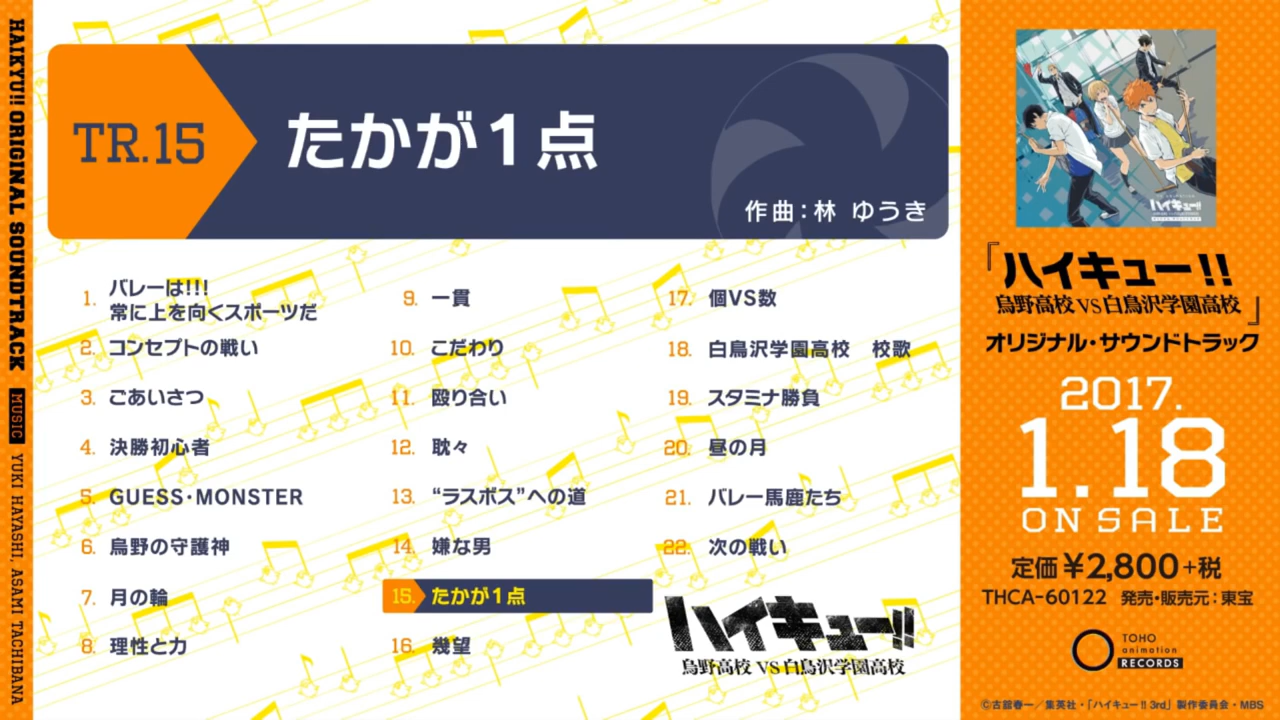 HAIKYU!! ORIGINAL SOUNDTRACK MUSIC YUKI HAYASHI, ASAMI TACHIBANA
TR.15
たかが1点
作曲:林 ゆうき
1. バレーは!!!
常に上を向くスポーツだ
2. コンセプトの戦い
3. ごあいさつ
4. 決勝初心者
5. GUESS・MONSTER
6. 烏野の守護神
7. 月の輪
8. 理性と力
9. 一貫
10. こだわり
11. 殴り合い
12. 耽々
13. “ラスボス”への道
14. 嫌な男
15. たかが1点
16. 幾望
17. 個VS数
18. 白鳥沢学園高校 校歌
19. スタミナ勝負
20. 昼の月
21. バレー馬鹿たち
22. 次の戦い
ハイキュー!!
烏野高校 VS 白鳥沢学園高校
ハイキュー!!
『ハイキュー!!
烏野高校 VS 白鳥沢学園高校』
オリジナル・サウンドトラック
2017.
1.18
ON SALE
定価¥2,800+税
THCA-60122 発売・販売元:東宝
TOHO
animation
RECORDS
©古舘春一/集英社・「ハイキュー!! 3rd」製作委員会・MBS